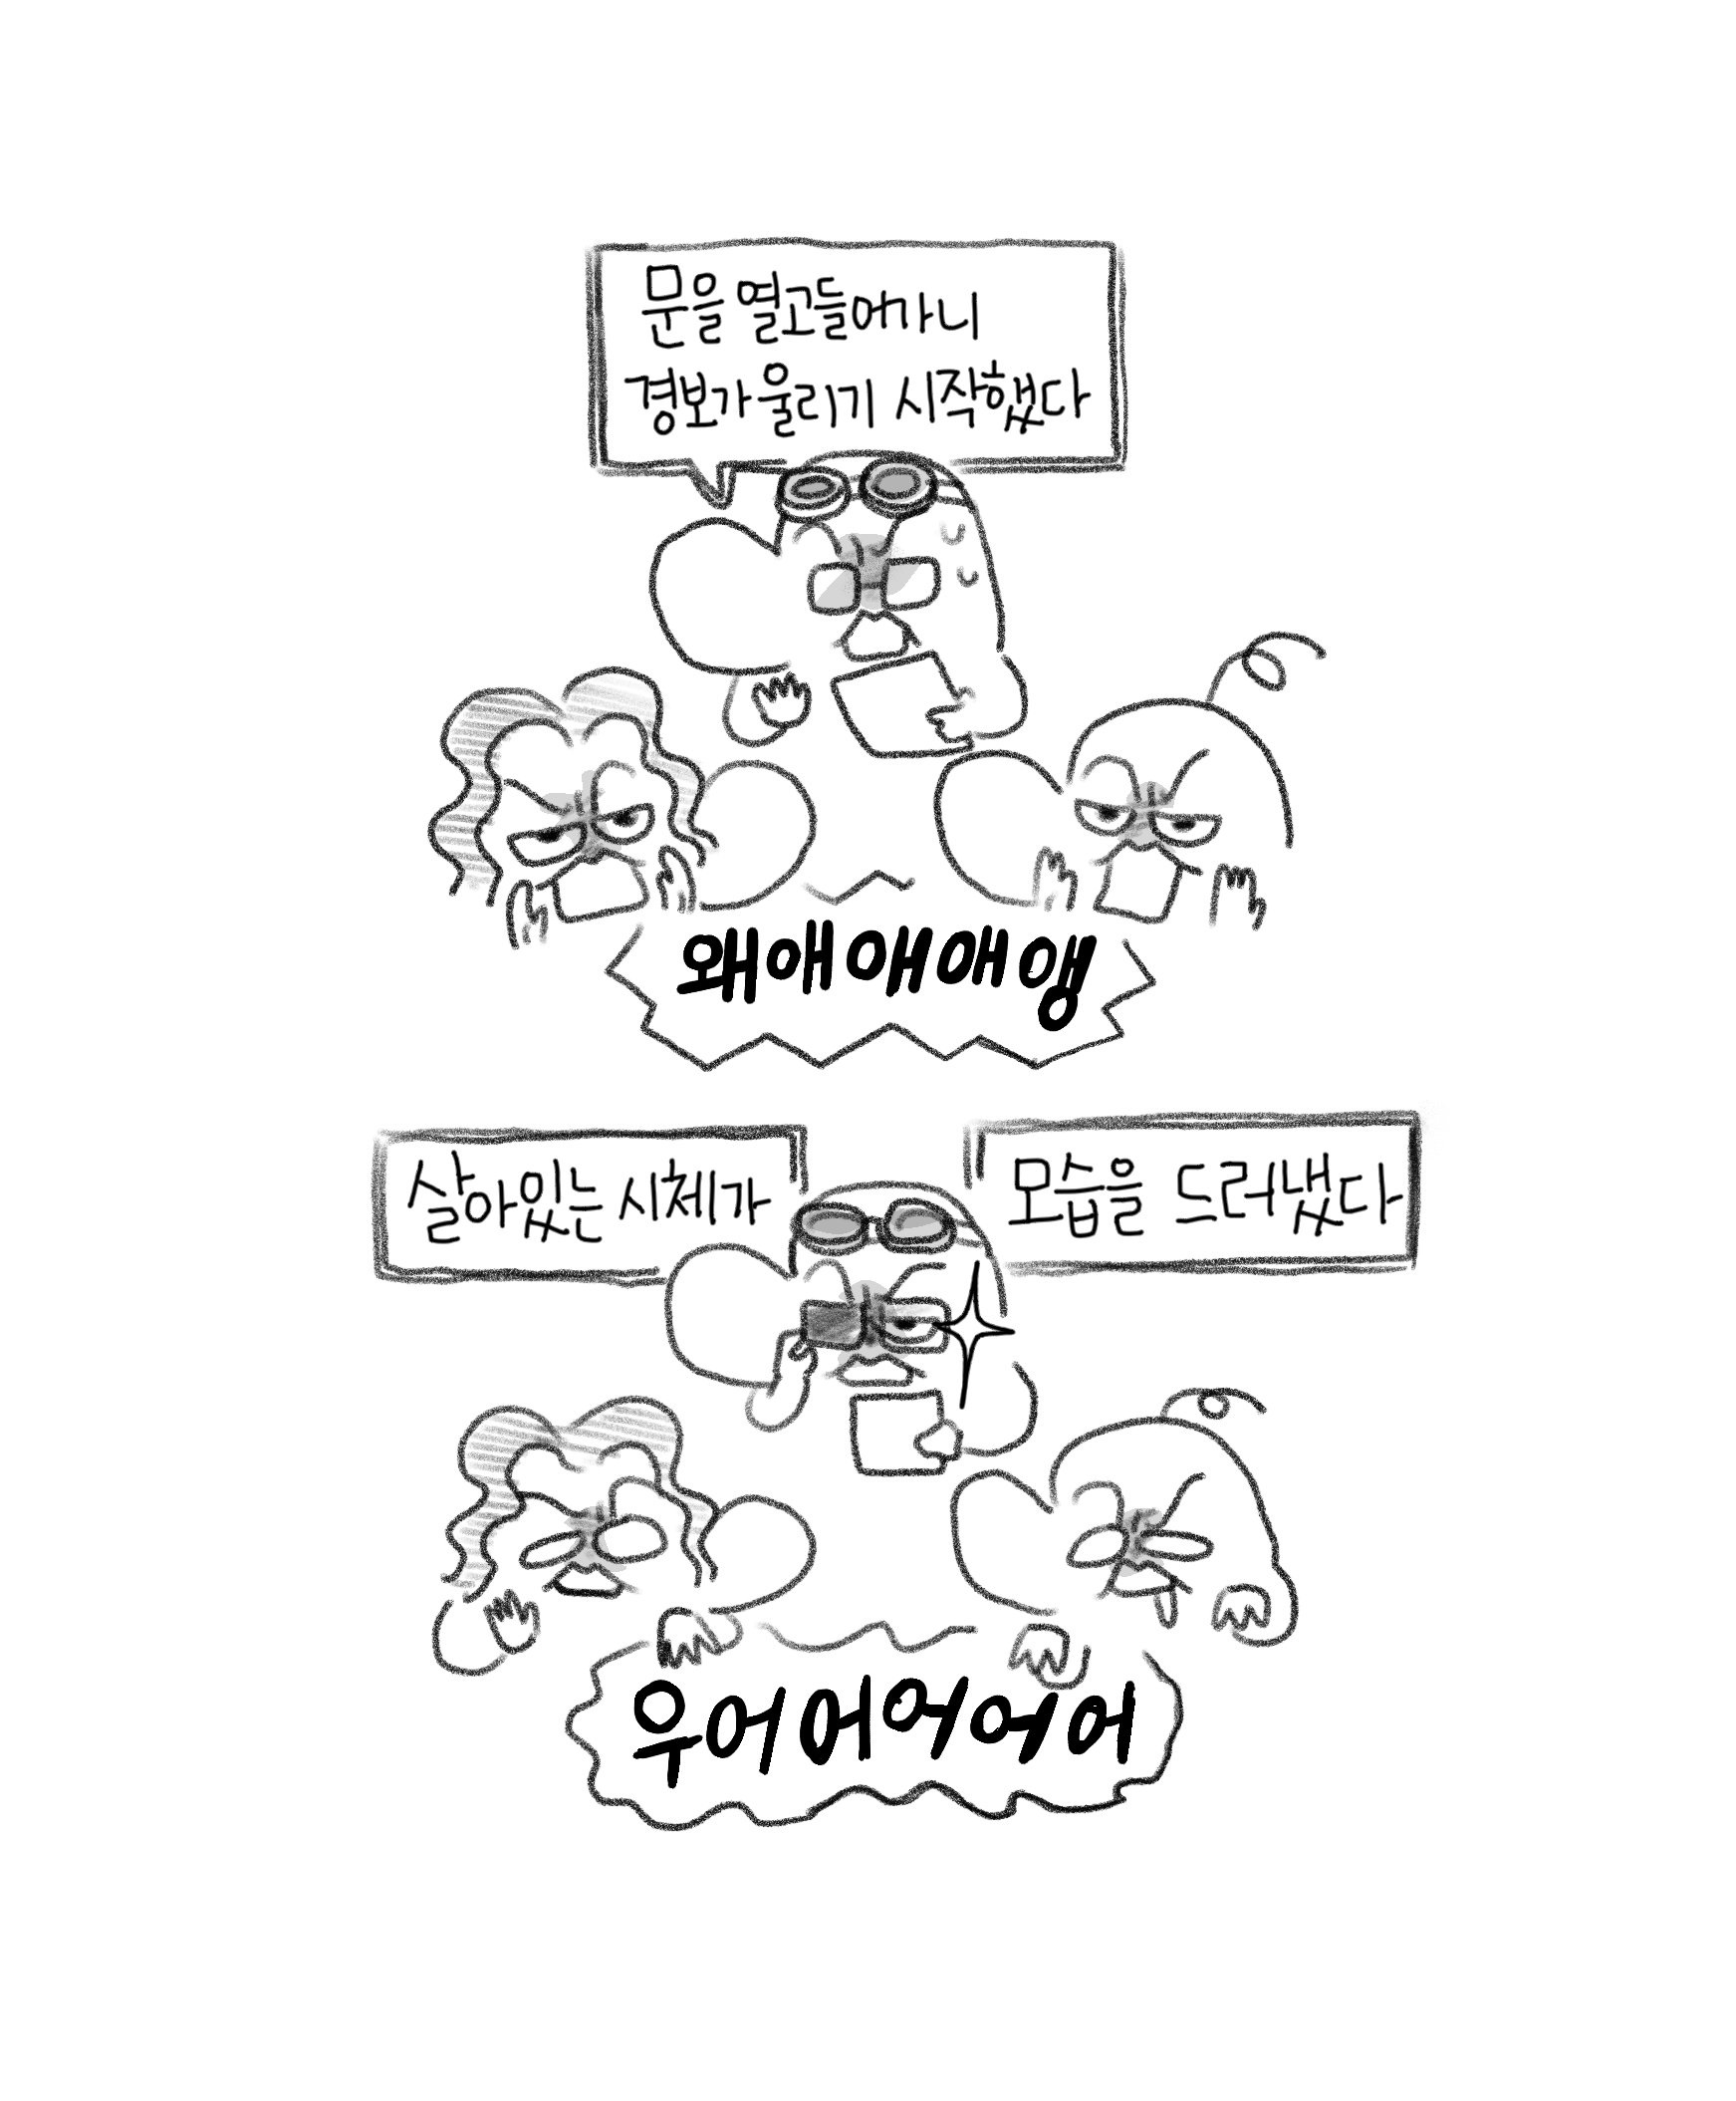 문을 열고들어가니
경보가 울리기 시작했다
왜애애애앵
살아있는 시체가
모습을 드러냈다
우어어어어어